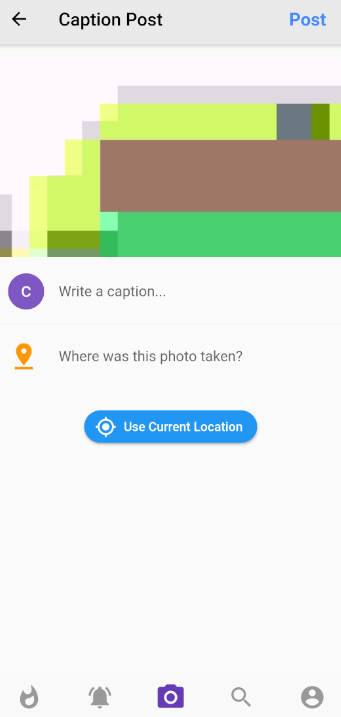 Caption Post
Post
C
Write a caption...
Where was this photo taken?
Use Current Location